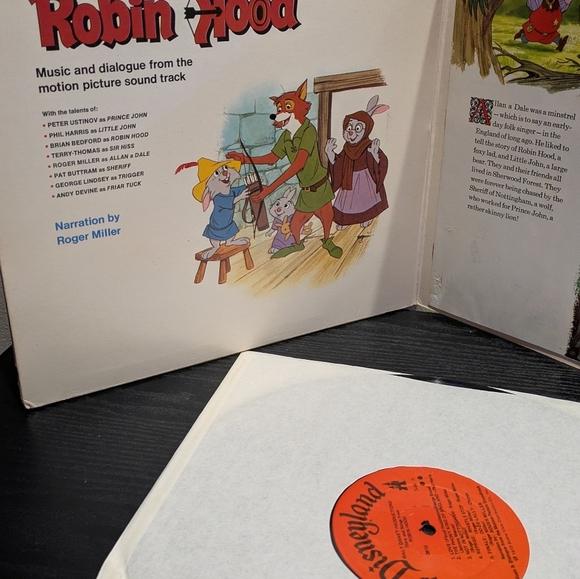 Robin Hood
Music and dialogue from the
motion picture sound track
With the talents of:
• PETER USTINOV as PRINCE JOHN
• PHIL HARRIS as LITTLE JOHN
• BRIAN BEDFORD as ROBIN HOOD
• TERRY-THOMAS as SIR HISS
• ROGER MILLER as ALLAN a DALE
• PAT BUTTRAM as SHERIFF
• GEORGE LINDSEY as TRIGGER
• ANDY DEVINE as FRIAR TUCK
Narration by
Roger Miller
Allan a Dale was a minstrel
— which is to say an early-
day folk singer — in the
England of long ago. He liked to
tell the story of Robin Hood, a
foxy lad, and Little John, a large
bear. They and their friends all
lived in Sherwood Forest. They
were forever being chased by the
Sheriff of Nottingham, a wolf,
who worked for Prince John, a
rather skinny lion!
Disneyland